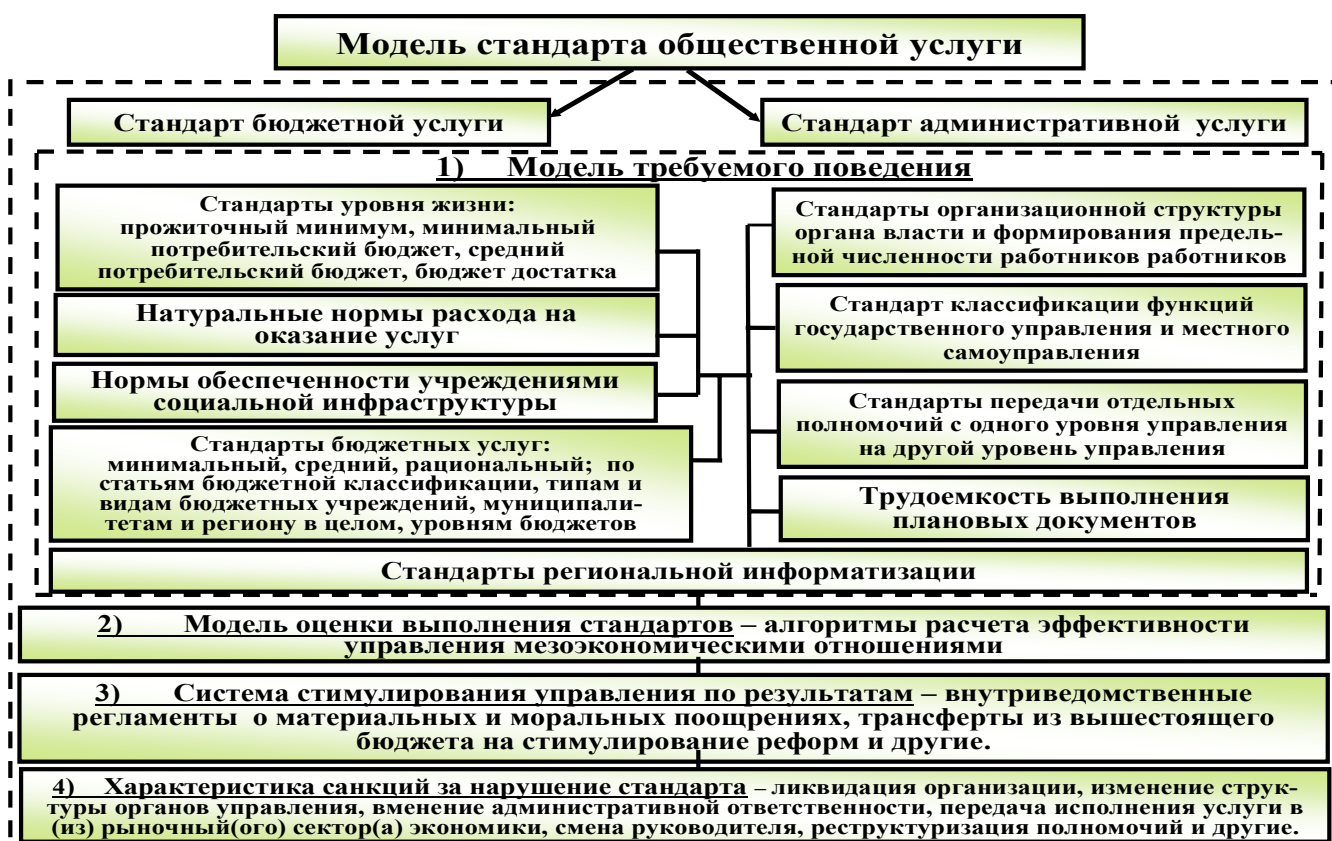 Модель стандарта общественной услуги
Стандарт бюджетной услуги
Стандарт административной услуги
1) Модель требуемого поведения
Стандарты уровня жизни:
прожиточный минимум, минимальный
потребительский бюджет, средний
потребительский бюджет, бюджет достатка
Натуральные нормы расхода на
оказание услуг
Нормы обеспеченности учреждениями
социальной инфраструктуры
Стандарты бюджетных услуг:
минимальный, средний, рациональный; по
статьям бюджетной классификации, типам и
видам бюджетных учреждений, муниципали-
тетам и региону в целом, уровням бюджетов
Стандарты организационной структуры
органа власти и формирования предель-
ной численности работников работников
Стандарт классификации функций
государственного управления и местного
самоуправления
Стандарты передачи отдельных
полномочий с одного уровня управления
на другой уровень управления
Трудоемкость выполнения
плановых документов
Стандарты региональной информатизации
2) Модель оценки выполнения стандартов – алгоритмы расчета эффективности
управления мезоэкономическими отношениями
3) Система стимулирования управления по результатам – внутриведомственные
регламенты о материальных и моральных поощрениях, трансферты из вышестоящего
бюджета на стимулирование реформ и другие.
4) Характеристика санкций за нарушение стандарта – ликвидация организации, изменение струк-
туры органов управления, вменение административной ответственности, передача исполнения услуги в
(из) рыночный(ого) сектор(а) экономики, смена руководителя, реструктуризация полномочий и другие.